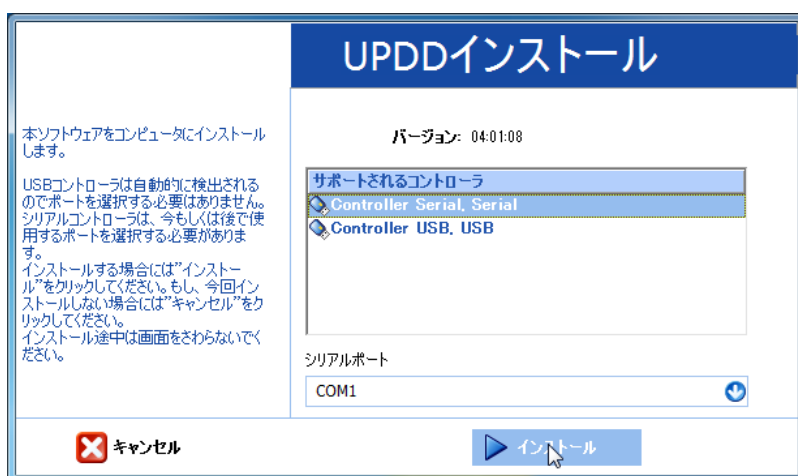 UPDDインストール
本ソフトウェアをコンピュータにインストール
します。
USBコントローラは自動的に検出される
のでポートを選択する必要はありません。
シリアルコントローラは、今もしくは後で使
用するポートを選択する必要がありま
す。
インストールする場合には”インストー
ル”をクリックしてください。もし、今回イン
ストールしない場合には”キャンセル”をク
リックしてください。
インストール途中は画面をさわらないでく
ださい。
バージョン: 04:01:08
サポートされるコントローラ
Controller Serial, Serial
Controller USB, USB
シリアルポート
COM1
キャンセル
インストール